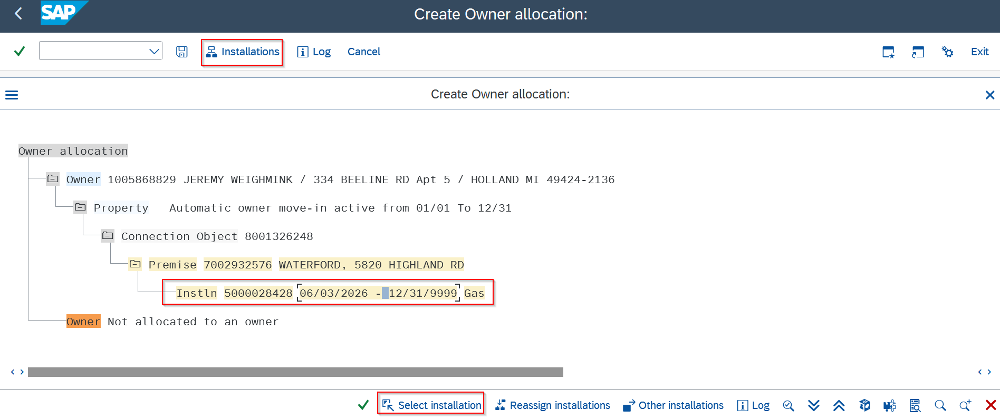 SAP
Create Owner allocation:
Installations
Log
Cancel
Exit
Create Owner allocation:
Owner allocation
Owner 1005868829 JEREMY WEIGHMINK / 334 BEELINE RD Apt 5 / HOLLAND MI 49424-2136
Property Automatic owner move-in active from 01/01 To 12/31
Connection Object 8001326248
Premise 7002932576 WATERFORD, 5820 HIGHLAND RD
Instln 5000028428 06/03/2026 - 12/31/9999 Gas
Owner Not allocated to an owner
Select installation
Reassign installations
Other installations
Log